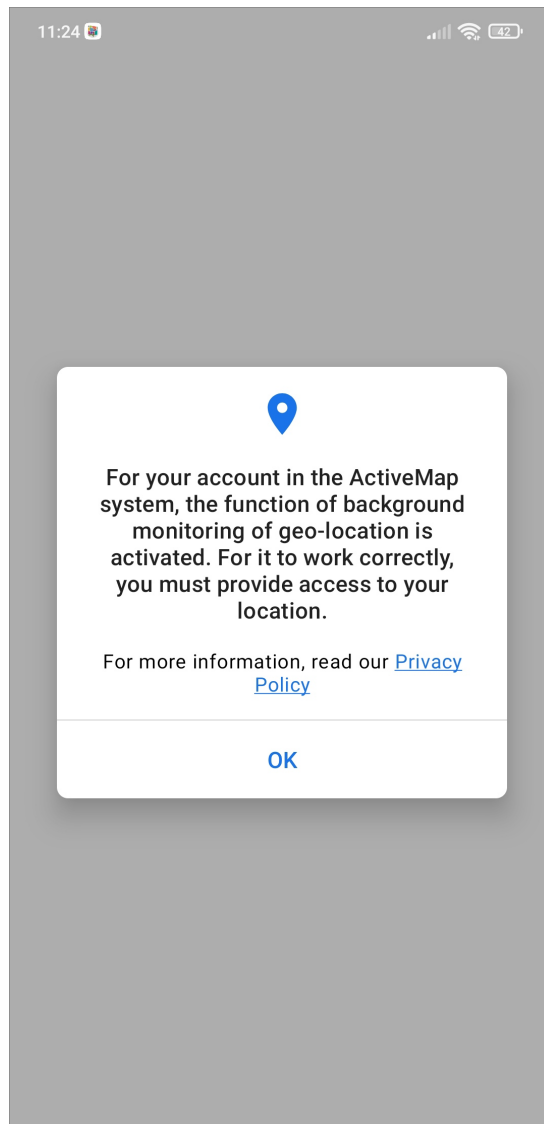 11:24
42
For your account in the ActiveMap
system, the function of background
monitoring of geo-location is
activated. For it to work correctly,
you must provide access to your
location.
For more information, read our Privacy
Policy
OK